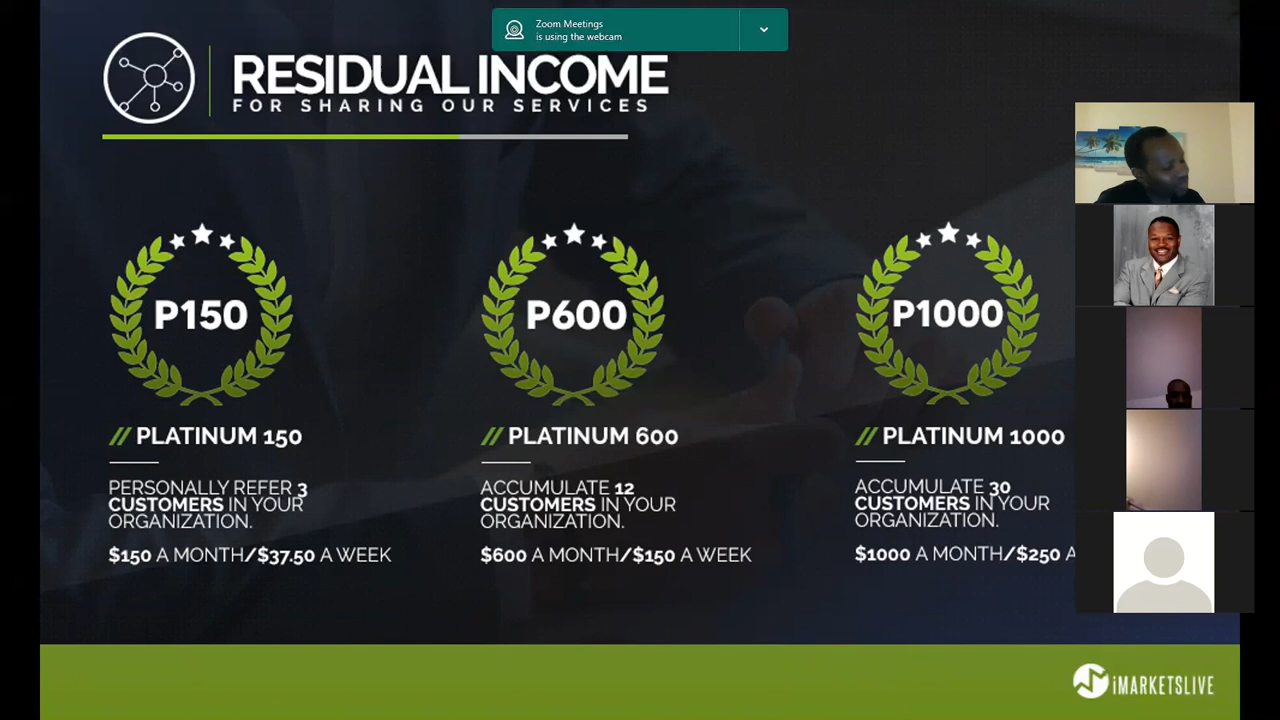 Zoom Meetings
is using the webcam
RESIDUAL INCOME
FOR SHARING OUR SERVICES
P150
// PLATINUM 150
PERSONALLY REFER 3
CUSTOMERS IN YOUR
ORGANIZATION.
$150 A MONTH/$37.50 A WEEK
P600
// PLATINUM 600
ACCUMULATE 12
CUSTOMERS IN YOUR
ORGANIZATION.
$600 A MONTH/$150 A WEEK
P1000
// PLATINUM 1000
ACCUMULATE 30
CUSTOMERS IN YOUR
ORGANIZATION.
$1000 A MONTH/$250 A
iMARKETSLIVE